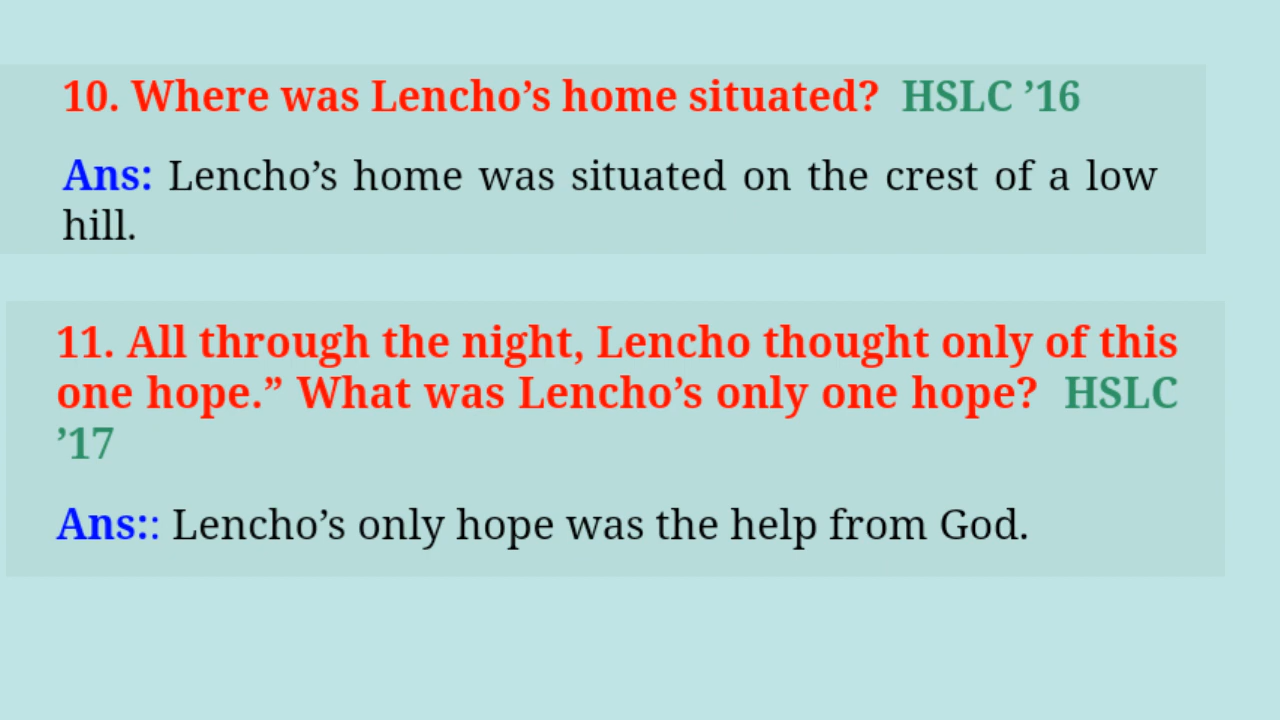 10. Where was Lencho’s home situated? HSLC ’16
Ans: Lencho’s home was situated on the crest of a low
hill.
11. All through the night, Lencho thought only of this
one hope.” What was Lencho’s only one hope? HSLC
’17
Ans:: Lencho’s only hope was the help from God.